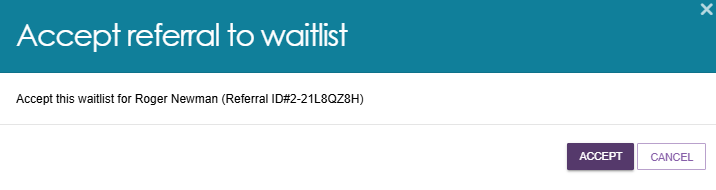 Accept referral to waitlist
Accept this waitlist for Roger Newman (Referral ID#2-21L8QZ8H)
ACCEPT CANCEL